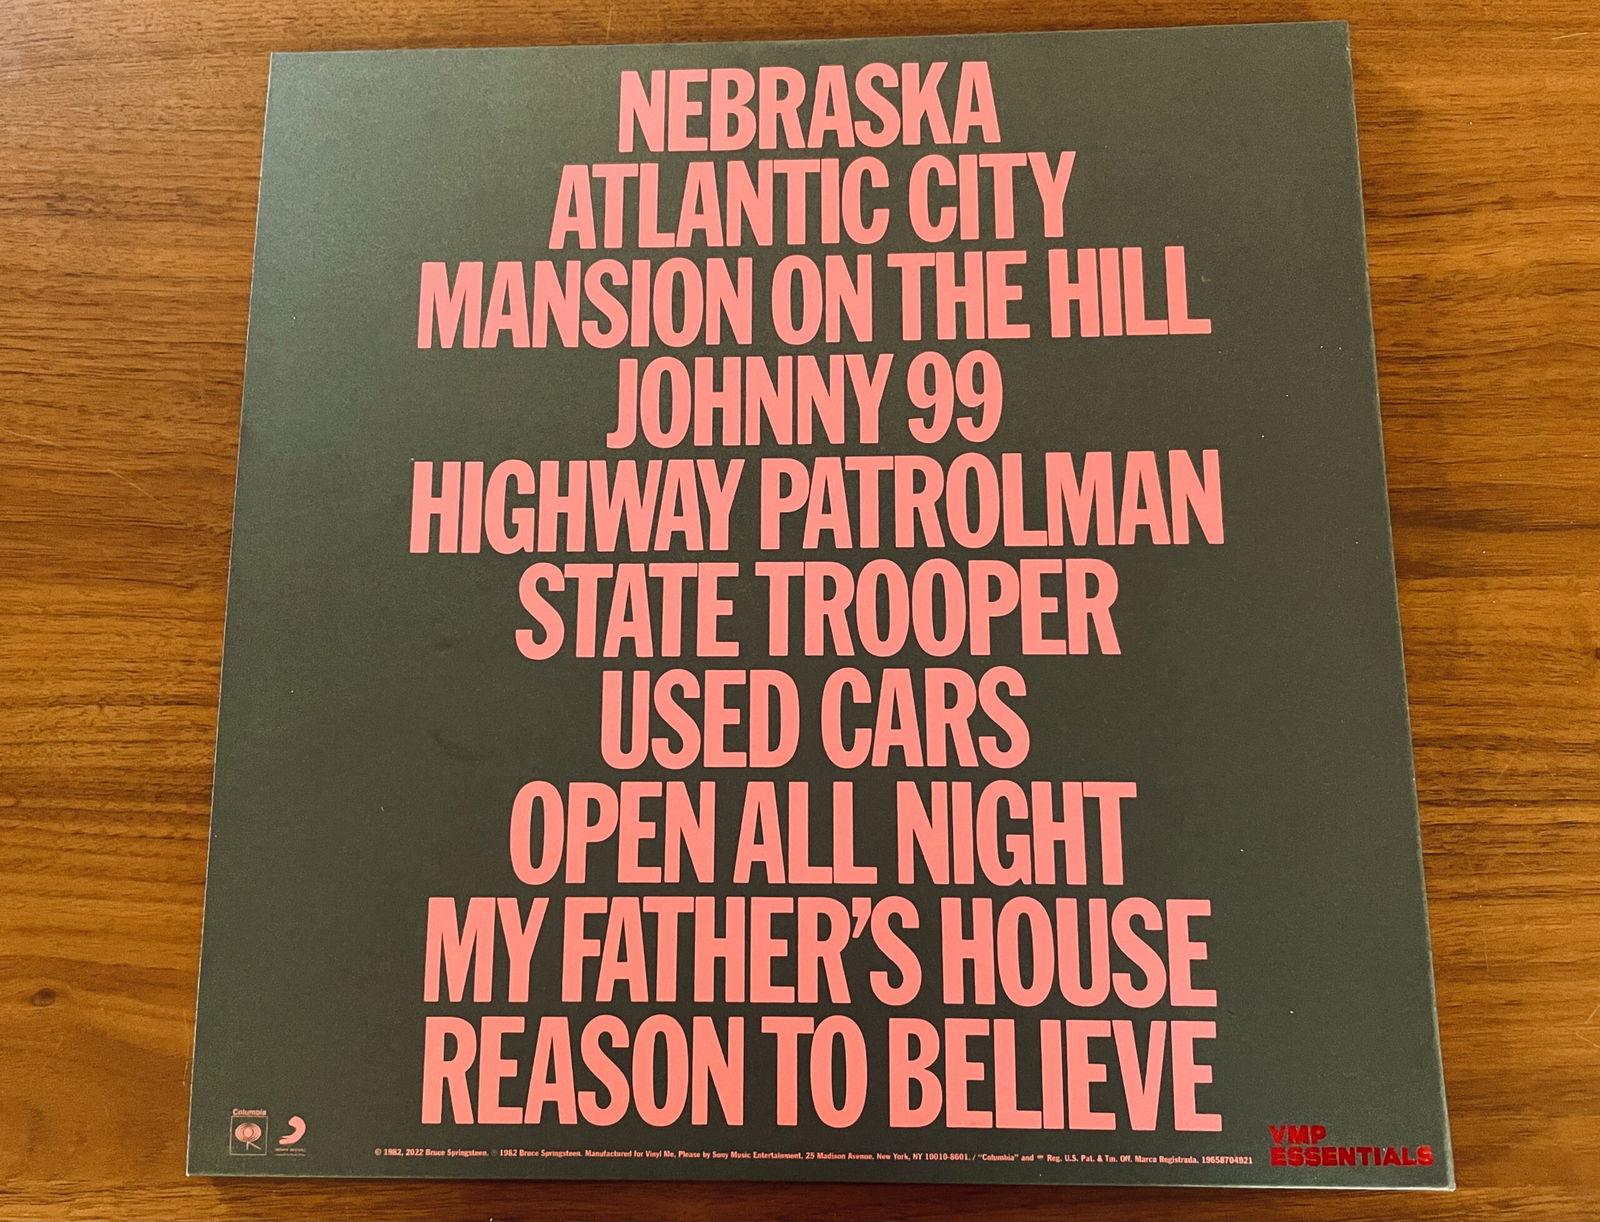 NEBRASKA
ATLANTIC CITY
MANSION ON THE HILL
JOHNNY 99
HIGHWAY PATROLMAN
STATE TROOPER
USED CARS
OPEN ALL NIGHT
MY FATHER'S HOUSE
REASON TO BELIEVE
Columbia
© 1982, 2022 Bruce Springsteen. ℗ 1982 Bruce Springsteen. Manufactured for Vinyl Me, Please by Sony Music Entertainment, 25 Madison Avenue, New York, NY 10010-8601. / "Columbia" and Reg. U.S. Pat. & Tm. Off. Marca Registrada. 19658704921
VMP
ESSENTIALS